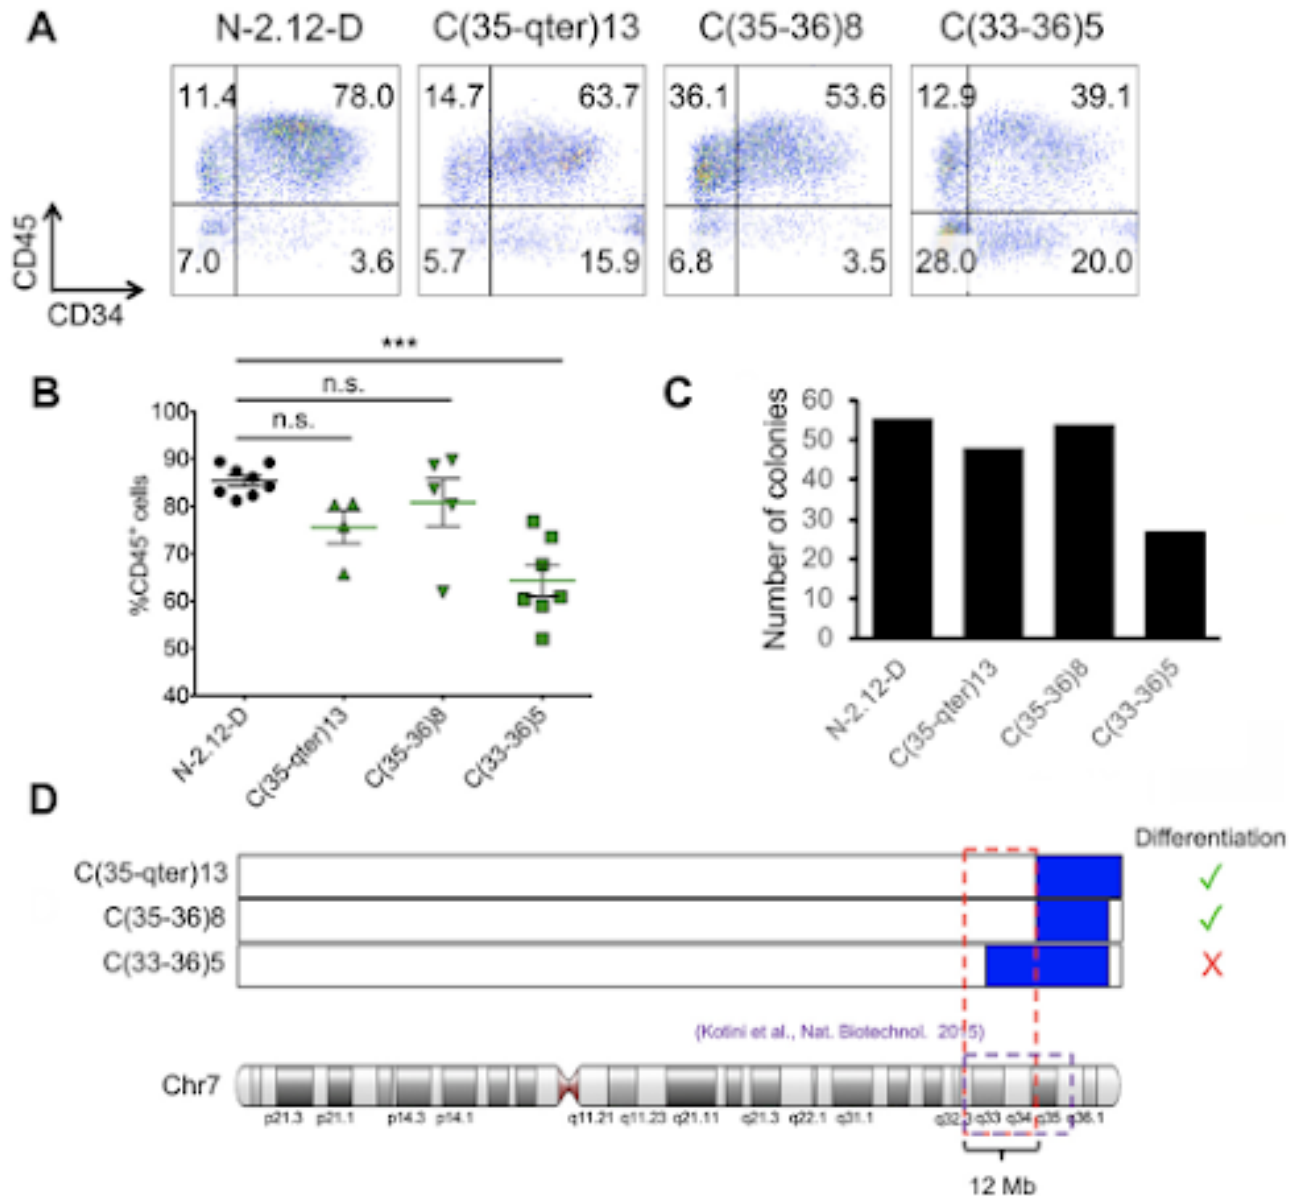 A
N-2.12-D C(35-qter)13 C(35-36)8 C(33-36)5
11.4 78.0 14.7 63.7 36.1 53.6 12.9 39.1
7.0 3.6 5.7 15.9 6.8 3.5 28.0 20.0
CD45
CD34
B
***
n.s.
n.s.
%CD45+ cells
100
90
80
70
60
50
40
N-2.12-D C(35-qter)13 C(35-36)8 C(33-36)5
C
Number of colonies
60
50
40
30
20
10
0
N-2.12-D C(35-qter)13 C(35-36)8 C(33-36)5
D
Differentiation
C(35-qter)13 ✓
C(35-36)8 ✓
C(33-36)5 X
(Kotini et al., Nat. Biotechnol. 2015)
Chr7
p21.3 p21.1 p14.3 p14.1 q11.21 q11.23 q21.11 q21.3 q22.1 q31.1 q32.3 q33 q34 q35 q36.1
12 Mb